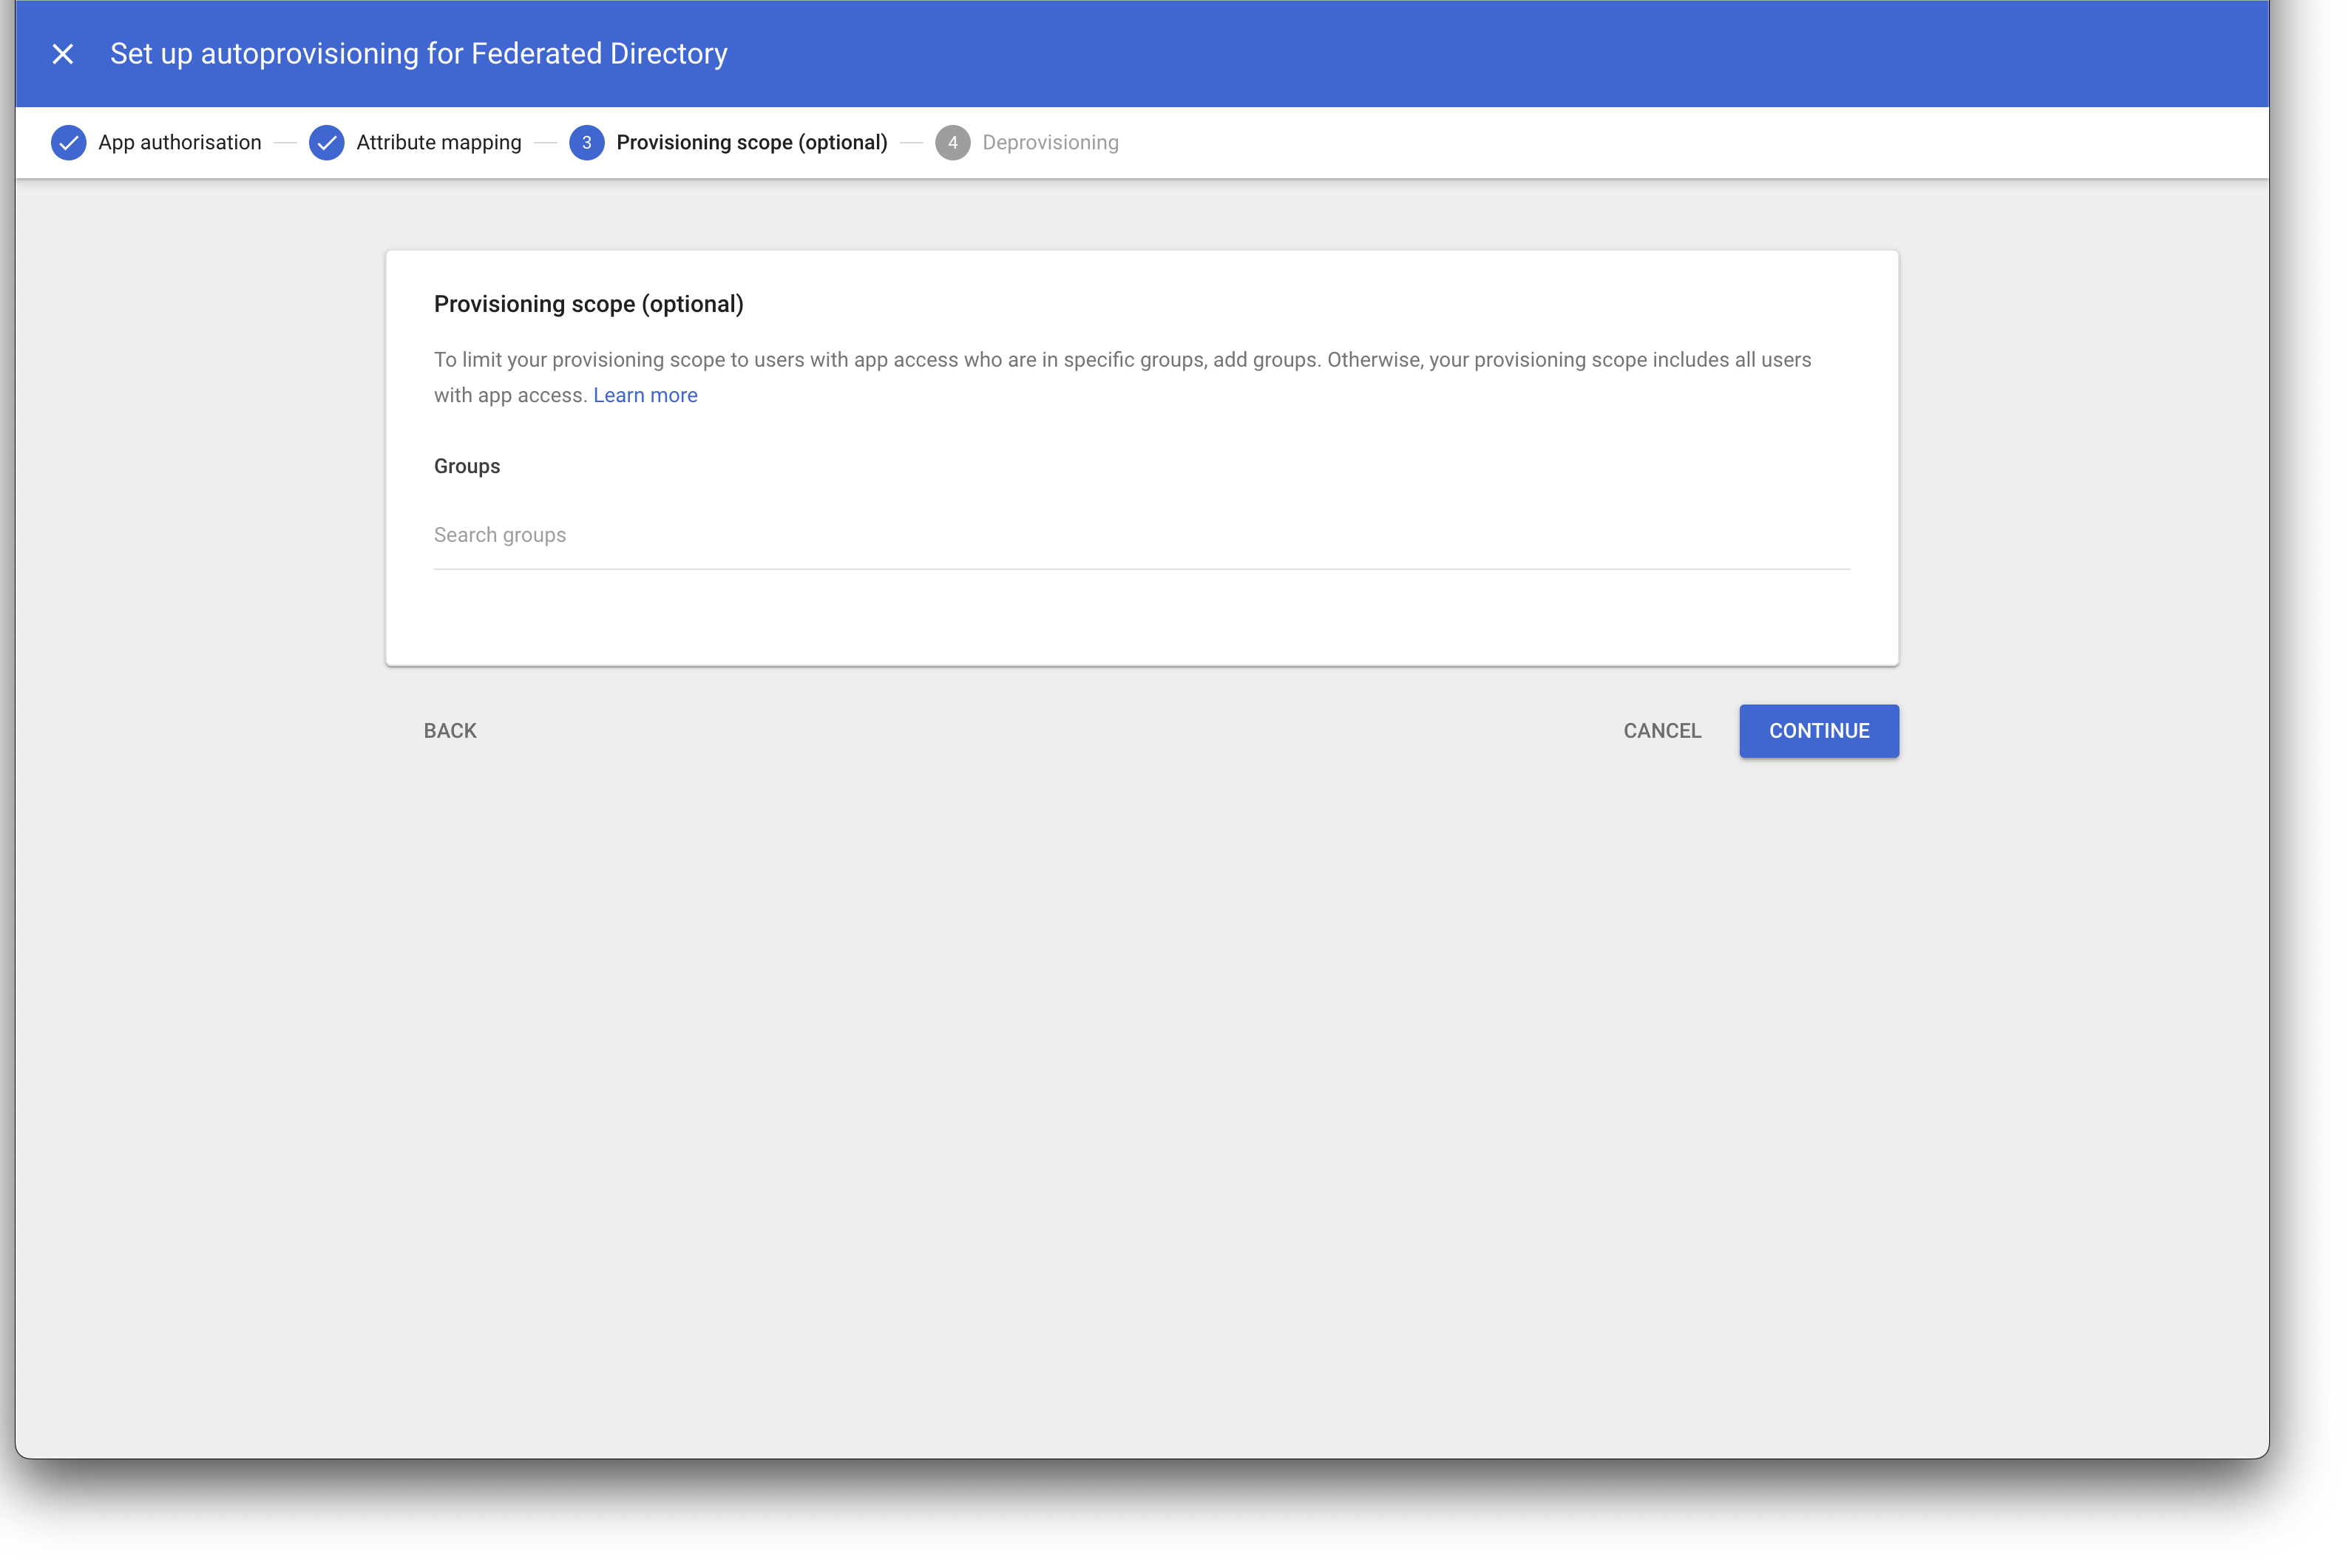 Set up autoprovisioning for Federated Directory
App authorisation
Attribute mapping
3 Provisioning scope (optional)
4 Deprovisioning
Provisioning scope (optional)
To limit your provisioning scope to users with app access who are in specific groups, add groups. Otherwise, your provisioning scope includes all users
with app access. Learn more
Groups
Search groups
BACK
CANCEL
CONTINUE